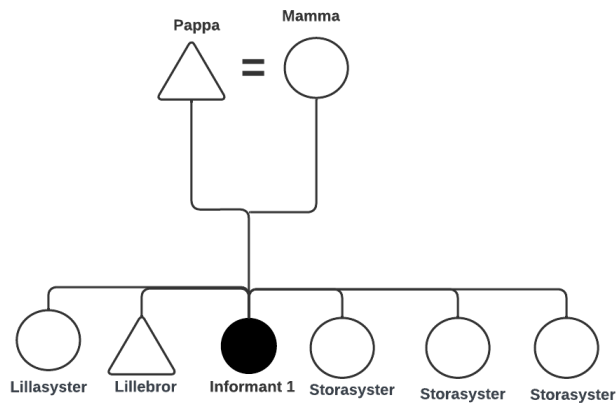 Pappa
Mamma
=
Lillasyster
Lillebror
Informant 1
Storasyster
Storasyster
Storasyster